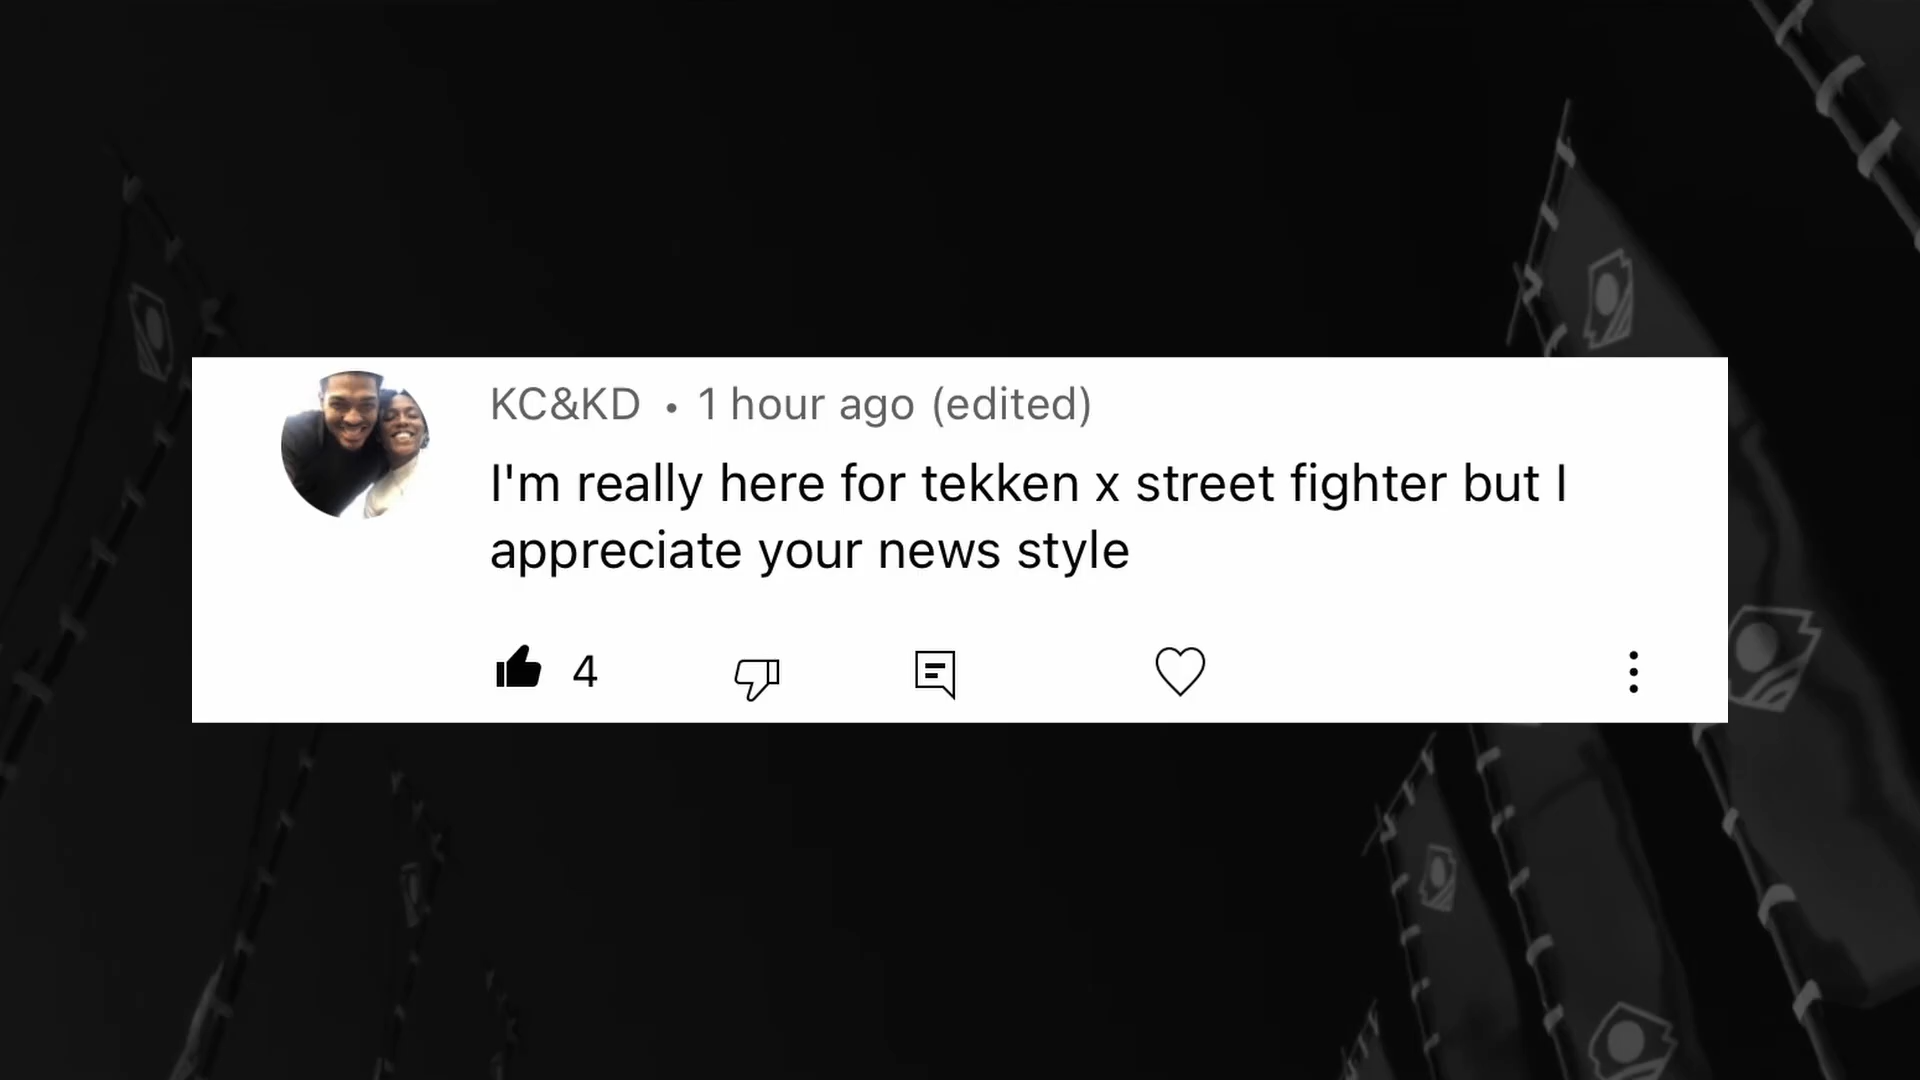 KC&KD • 1 hour ago (edited)
I'm really here for tekken x street fighter but I
appreciate your news style
4